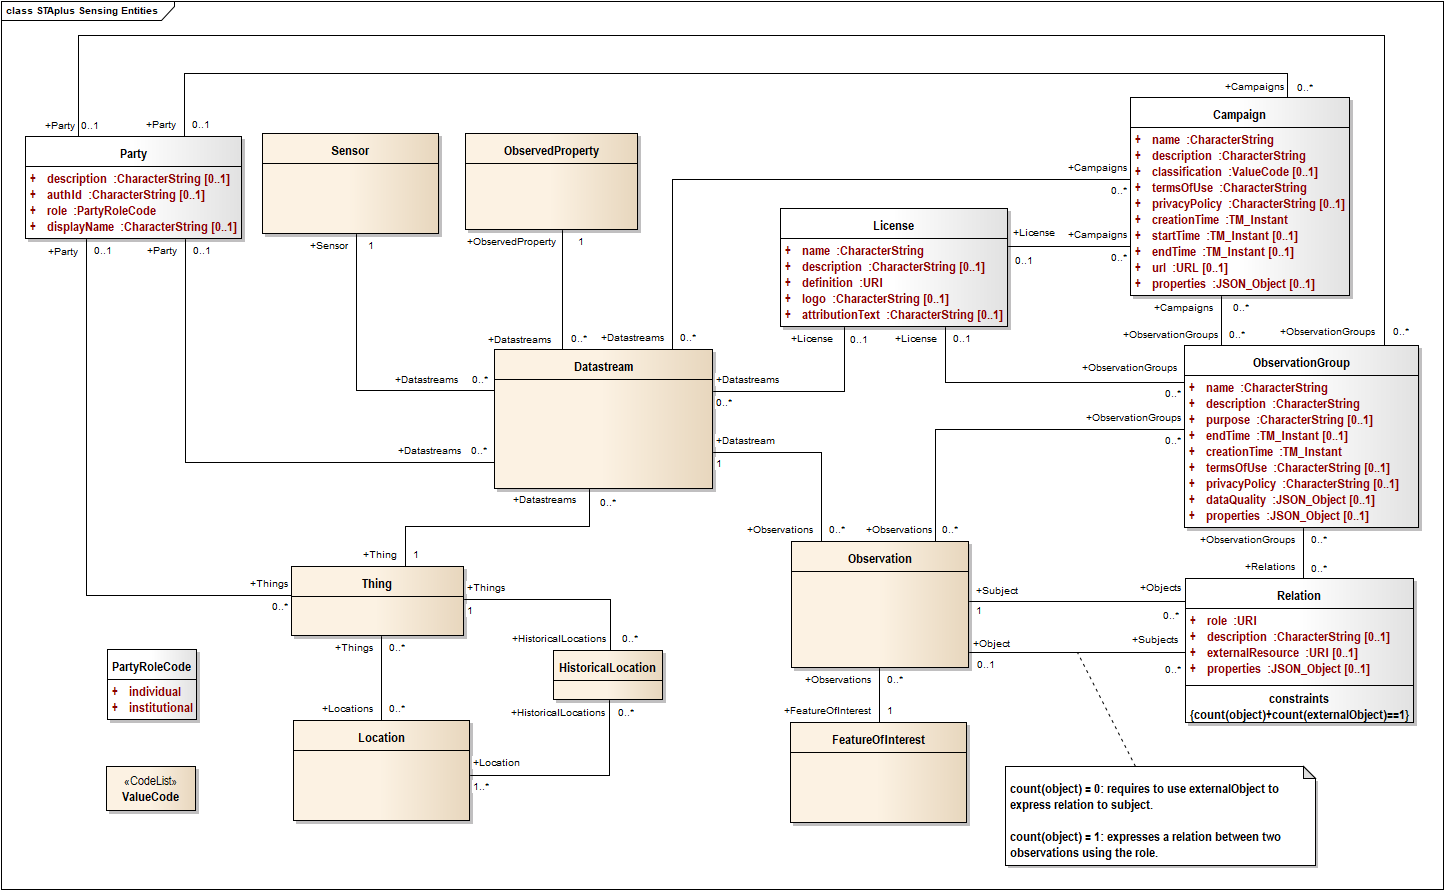 class STAplus Sensing Entities
+Campaigns 0..*
+Party 0..1 +Party 0..1
Party
+ description :CharacterString [0..1]
+ authId :CharacterString [0..1]
+ role :PartyRoleCode
+ displayName :CharacterString [0..1]
+Party 0..1 +Party 0..1
Sensor
+Sensor 1
ObservedProperty
+ObservedProperty 1
Campaign
+ name :CharacterString
+ description :CharacterString
+ classification :ValueCode [0..1]
+ termsOfUse :CharacterString
+ privacyPolicy :CharacterString [0..1]
+ creationTime :TM_Instant
+ startTime :TM_Instant [0..1]
+ endTime :TM_Instant [0..1]
+ url :URL [0..1]
+ properties :JSON_Object [0..1]
+Campaigns
0..*
+License +Campaigns
0..1 0..*
License
+ name :CharacterString
+ description :CharacterString [0..1]
+ definition :URI
+ logo :CharacterString [0..1]
+ attributionText :CharacterString [0..1]
+License 0..1 +License 0..1
+Campaigns 0..*
+ObservationGroups 0..* +ObservationGroups 0..*
+Datastreams 0..* +Datastreams 0..*
Datastream
+Datastreams 0..*
+Datastreams
0..*
+Datastreams 0..*
+Datastream
1
+Datastreams 0..*
+ObservationGroups
0..*
+ObservationGroups
0..*
ObservationGroup
+ name :CharacterString
+ description :CharacterString
+ purpose :CharacterString [0..1]
+ endTime :TM_Instant [0..1]
+ creationTime :TM_Instant
+ termsOfUse :CharacterString [0..1]
+ privacyPolicy :CharacterString [0..1]
+ dataQuality :JSON_Object [0..1]
+ properties :JSON_Object [0..1]
+ObservationGroups 0..*
+Relations 0..*
+Observations 0..* +Observations 0..*
Observation
+Subject +Objects
1 0..*
+Object +Subjects
0..1 0..*
+Observations 0..*
+FeatureOfInterest 1
FeatureOfInterest
Relation
+ role :URI
+ description :CharacterString [0..1]
+ externalResource :URI [0..1]
+ properties :JSON_Object [0..1]
constraints
{count(object)+count(externalObject)==1}
+Thing 1
+Things
0..*
Thing
+Things
1
+Things 0..*
+HistoricalLocations 0..*
HistoricalLocation
+HistoricalLocations 0..*
+Locations 0..*
Location
+Location
1..*
PartyRoleCode
+ individual
+ institutional
«CodeList»
ValueCode
count(object) = 0: requires to use externalObject to
express relation to subject.
count(object) = 1: expresses a relation between two
observations using the role.